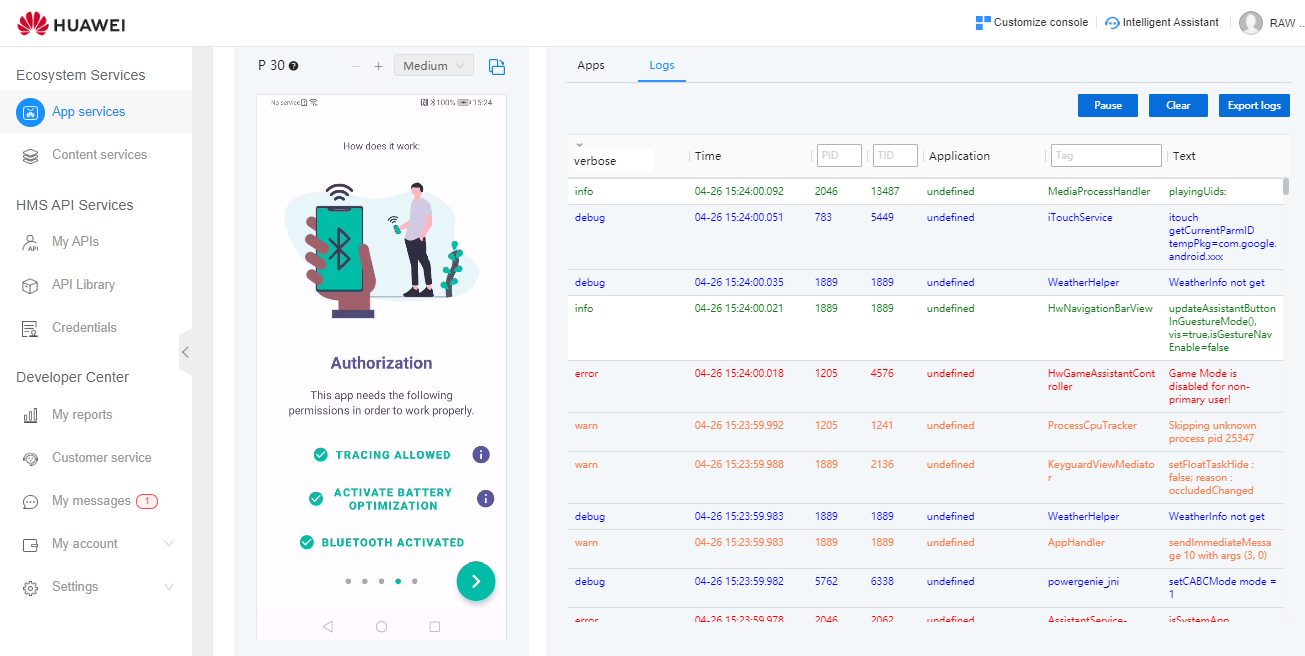 HUAWEI
Customize console
Intelligent Assistant
RAW ...
Ecosystem Services
App services
Content services
HMS API Services
My APIs
API Library
Credentials
Developer Center
My reports
Customer service
My messages 1
My account
Settings
P 30 ?
Medium
No service
100% 15:24
How does it work:
Authorization
This app needs the following
permissions in order to work properly.
TRACING ALLOWED
ACTIVATE BATTERY
OPTIMIZATION
BLUETOOTH ACTIVATED
Apps Logs
Pause Clear Export logs
verbose Time PID TID Application Tag Text
info 04-26 15:24:00.092 2046 13487 undefined MediaProcessHandler playingUids:
debug 04-26 15:24:00.051 783 5449 undefined iTouchService itouch
getCurrentParmID
tempPkg=com.google.
android.xxx
debug 04-26 15:24:00.035 1889 1889 undefined WeatherHelper WeatherInfo not get
info 04-26 15:24:00.021 1889 1889 undefined HwNavigationBarView updateAssistantButton
InGuestureMode(),
vis=true,isGestureNav
Enable=false
error 04-26 15:24:00.018 1205 4576 undefined HwGameAssistantCont Game Mode is
roller disabled for non-
primary user!
warn 04-26 15:23:59.992 1205 1241 undefined ProcessCpuTracker Skipping unknown
process pid 25347
warn 04-26 15:23:59.988 1889 2136 undefined KeyguardViewMediato setFloatTaskHide :
r false; reason :
occludedChanged
debug 04-26 15:23:59.983 1889 1889 undefined WeatherHelper WeatherInfo not get
warn 04-26 15:23:59.983 1889 1889 undefined AppHandler sendImmediateMessa
ge 10 with args (3, 0)
debug 04-26 15:23:59.982 5762 6338 undefined powergenie_jni setCABCMode mode =
1
error 04-26 15:23:59.978 2046 2062 undefined AssistantService- isSystemApp